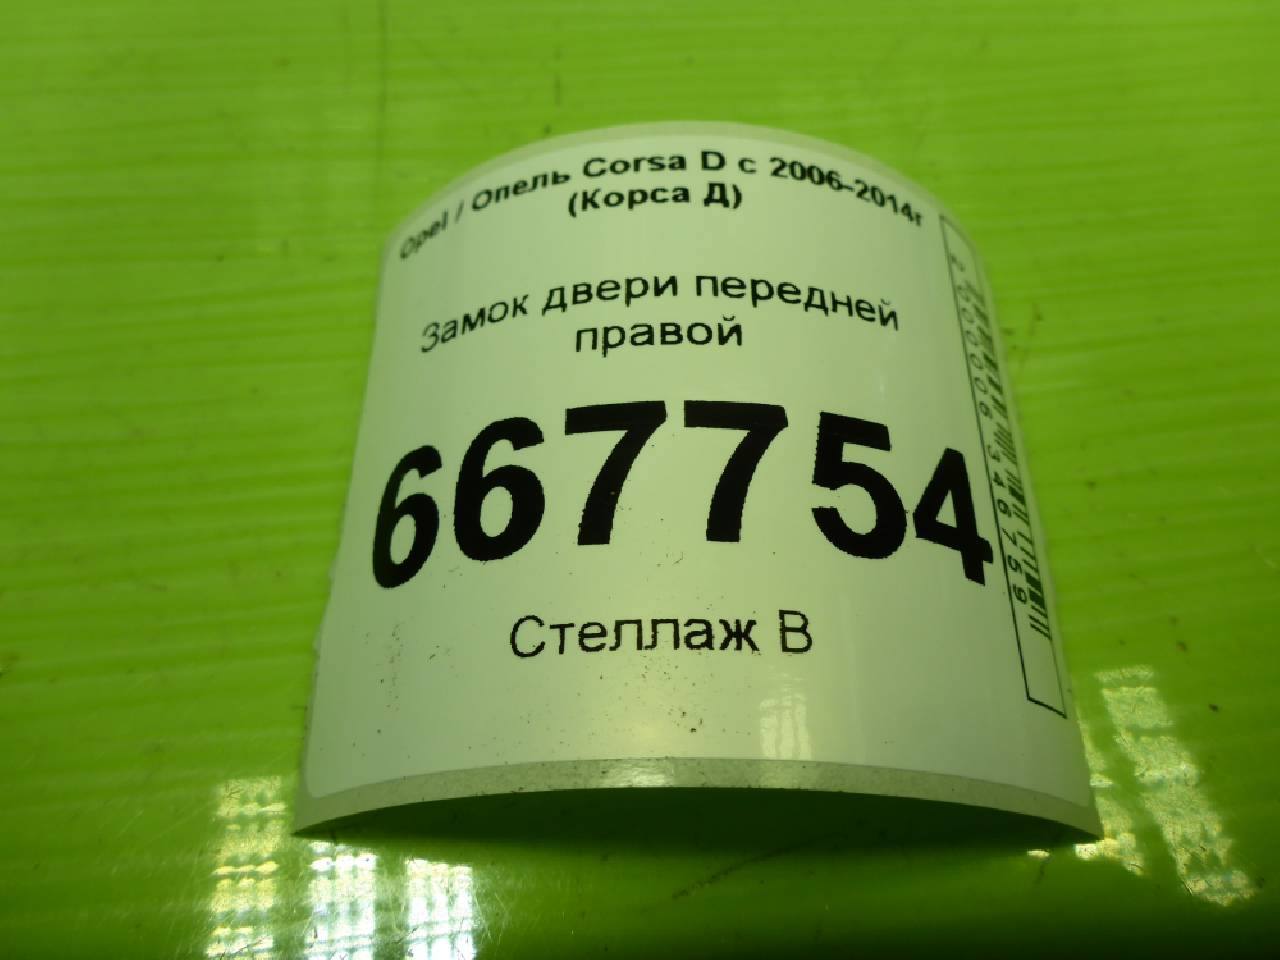 Opel / Опель Corsa D с 2006-2014г
(Корса Д)
Замок двери передней
правой
667754
Стеллаж В